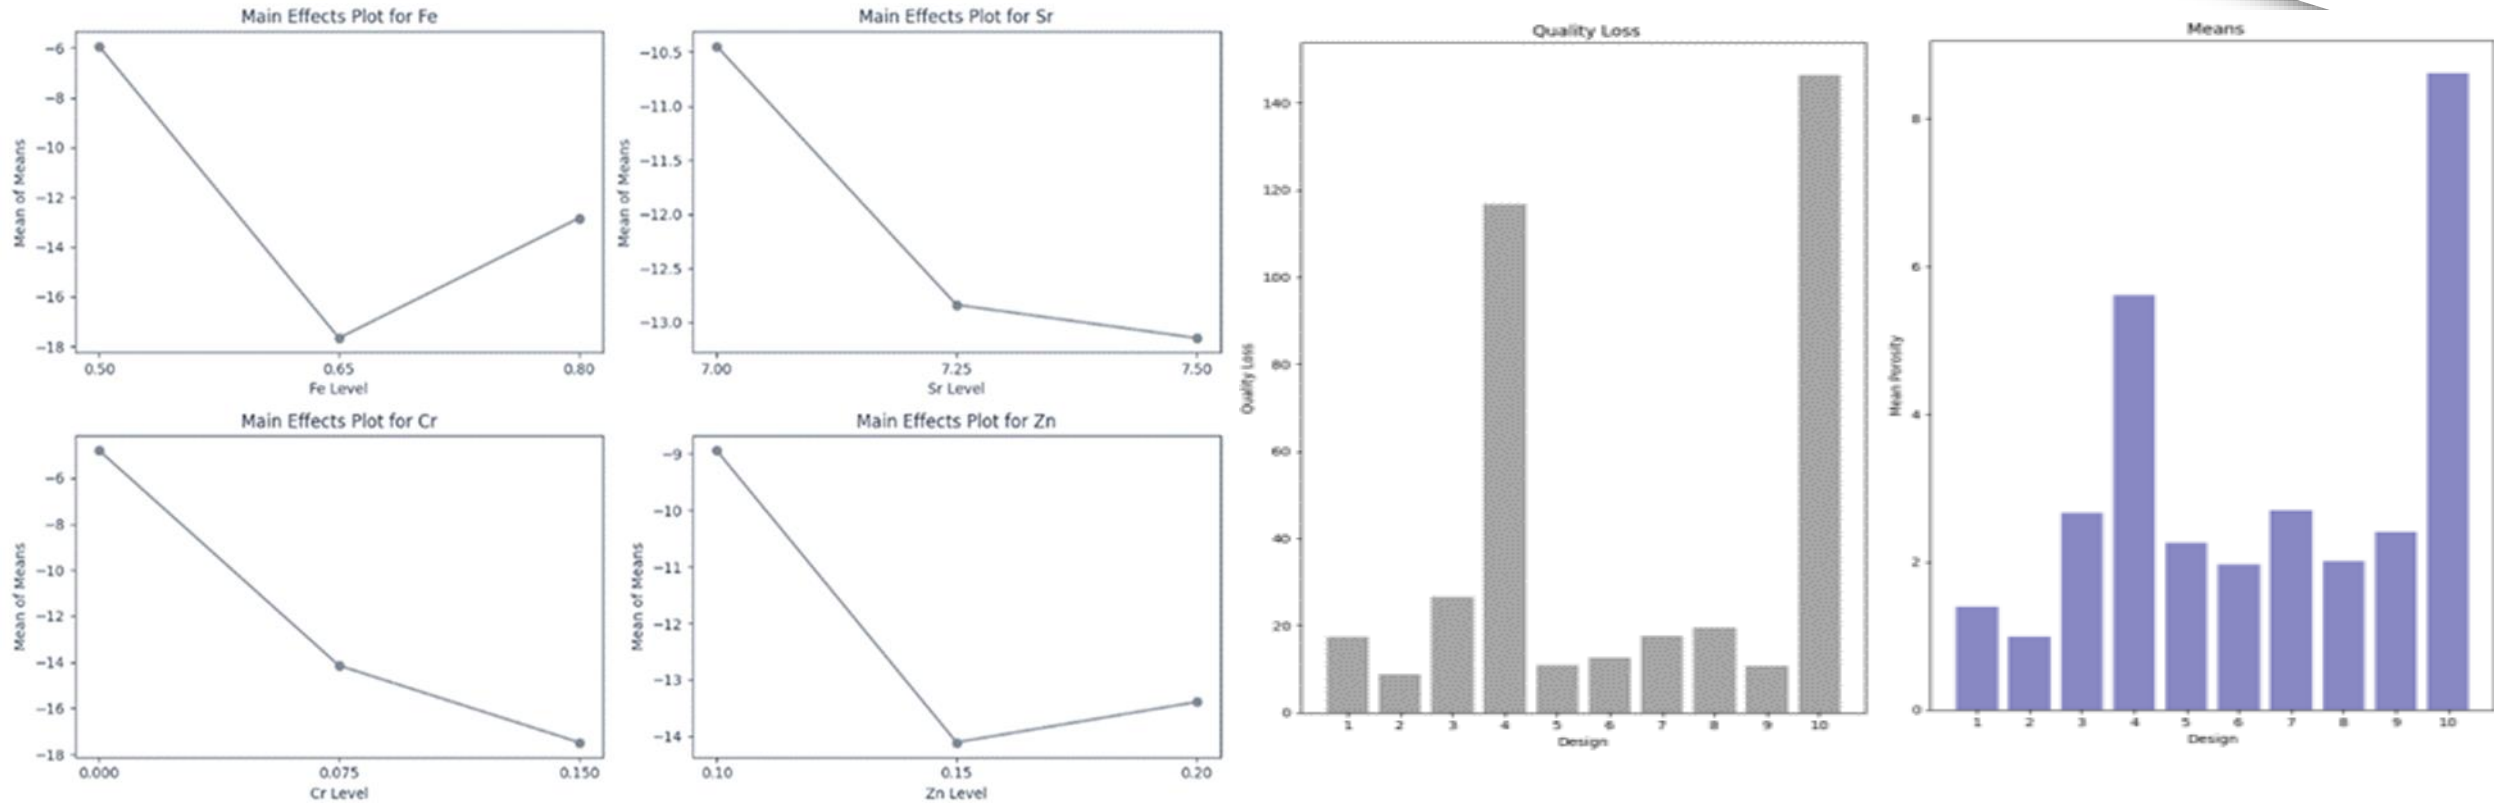 Main Effects Plot for Fe
−6
−8
−10
−12
−14
−16
−18
Mean of Means
0.50 0.65 0.80
Fe Level
Main Effects Plot for Sr
−10.5
−11.0
−11.5
−12.0
−12.5
−13.0
Mean of Means
7.00 7.25 7.50
Sr Level
Main Effects Plot for Cr
−6
−8
−10
−12
−14
−16
−18
Mean of Means
0.000 0.075 0.150
Cr Level
Main Effects Plot for Zn
−9
−10
−11
−12
−13
−14
Mean of Means
0.10 0.15 0.20
Zn Level
Quality Loss
140
120
100
80
60
40
20
0
Quality Loss
1 2 3 4 5 6 7 8 9 10
Design
Means
8
6
4
2
0
Mean Porosity
1 2 3 4 5 6 7 8 9 10
Design